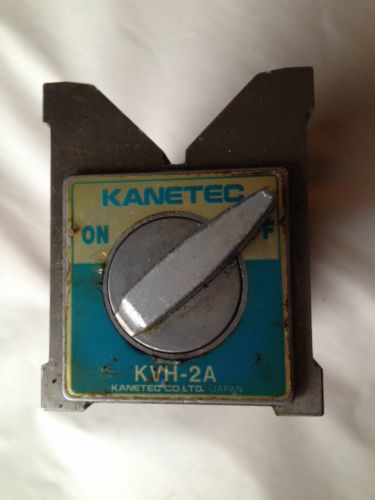 KANETEC
ON F
KVH-2A
KANETEC CO.LTD. JAPAN